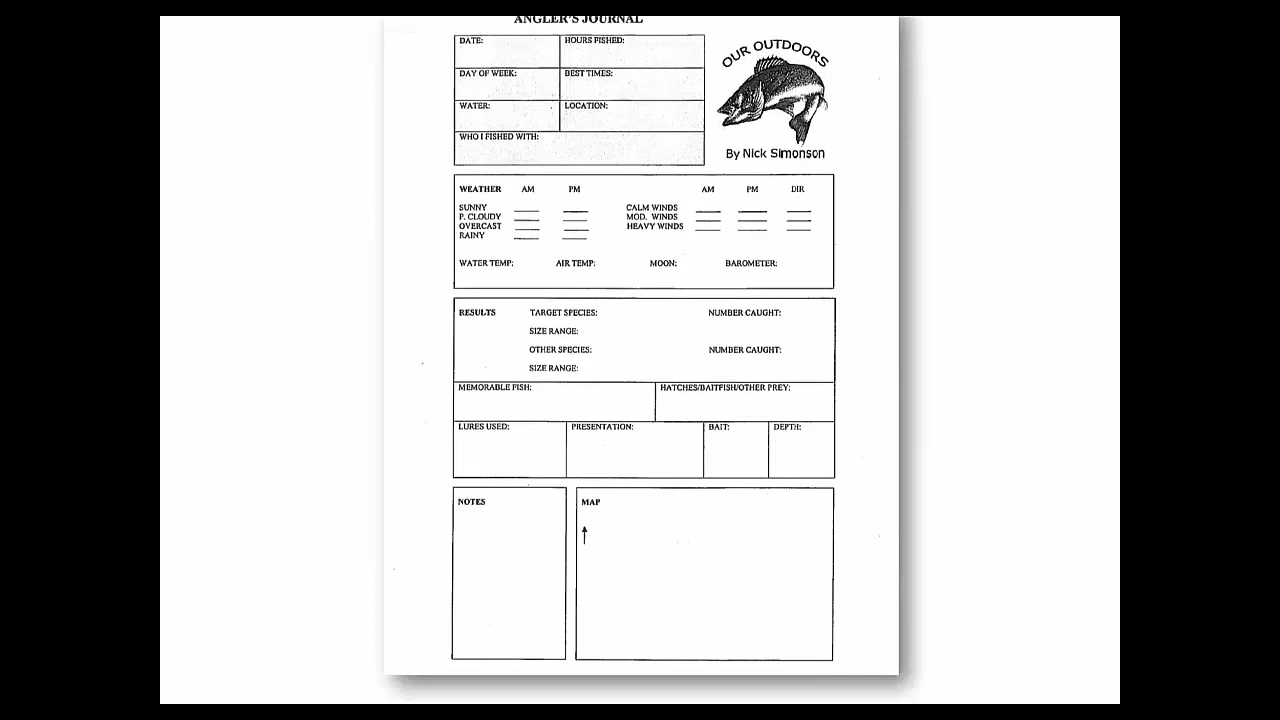 ANGLER'S JOURNAL
DATE: HOURS FISHED:
DAY OF WEEK: BEST TIMES:
WATER: LOCATION:
WHO I FISHED WITH:
OUR OUTDOORS
By Nick Simonson
WEATHER AM PM AM PM DIR
SUNNY CALM WINDS
P. CLOUDY MOD. WINDS
OVERCAST HEAVY WINDS
RAINY
WATER TEMP: AIR TEMP: MOON: BAROMETER:
RESULTS TARGET SPECIES: NUMBER CAUGHT:
SIZE RANGE:
OTHER SPECIES: NUMBER CAUGHT:
SIZE RANGE:
MEMORABLE FISH: HATCHES/BAITFISH/OTHER PREY:
LURES USED: PRESENTATION: BAIT: DEPTH:
NOTES MAP